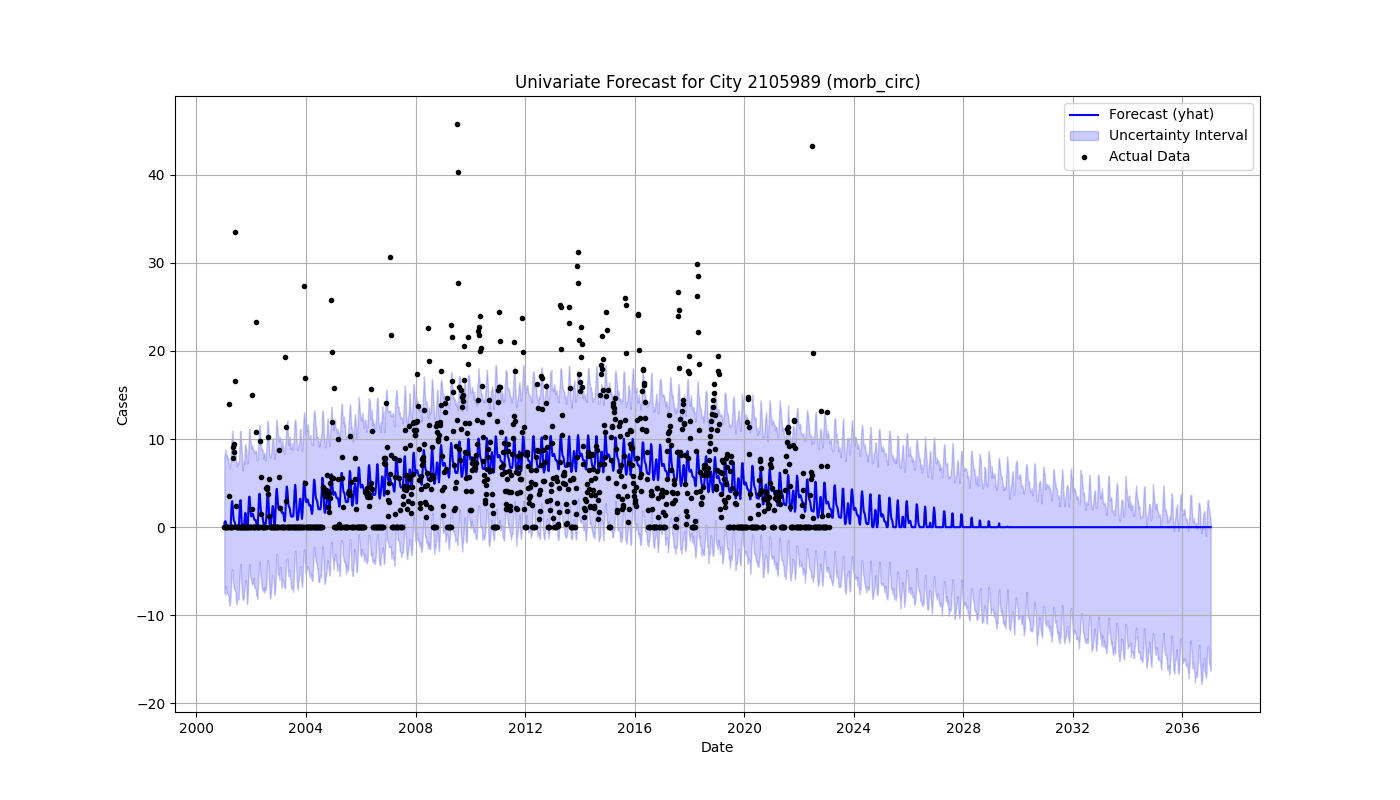 Univariate Forecast for City 2105989 (morb_circ)
Forecast (yhat)
Uncertainty Interval
Actual Data
Cases
40
30
20
10
0
−10
−20
2000 2004 2008 2012 2016 2020 2024 2028 2032 2036
Date